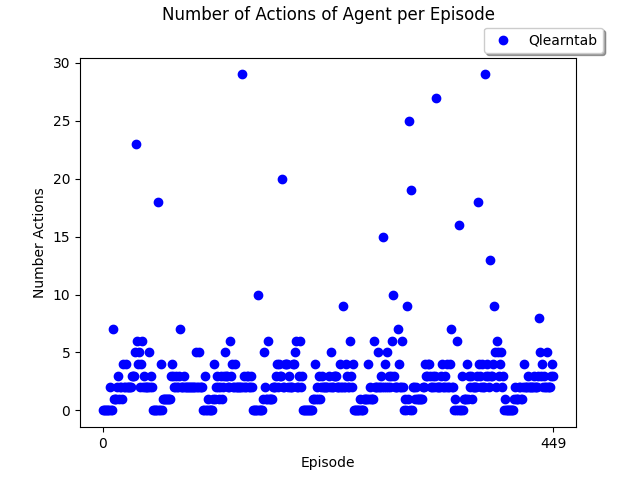 Number of Actions of Agent per Episode
Qlearntab
30
25
20
15
10
5
0
Number Actions
0
449
Episode